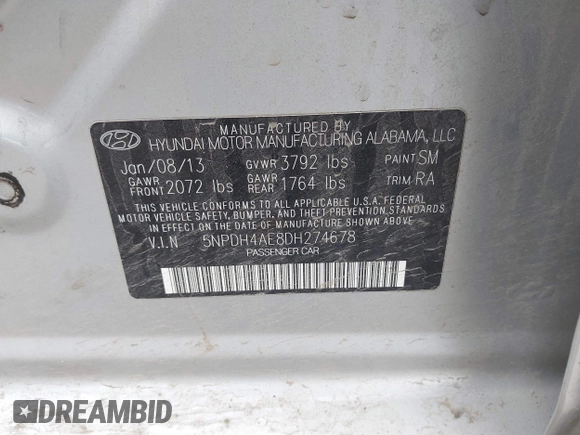 MANUFACTURED BY
HYUNDAI MOTOR MANUFACTURING ALABAMA, LLC
Jan/08/13 GVWR 3792 lbs PAINT SM
GAWR FRONT 2072 lbs GAWR REAR 1764 lbs TRIM RA
THIS VEHICLE CONFORMS TO ALL APPLICABLE U.S.A. FEDERAL
MOTOR VEHICLE SAFETY, BUMPER, AND THEFT PREVENTION STANDARDS
IN EFFECT ON THE DATE OF MANUFACTURE SHOWN ABOVE.
V.I.N 5NPDH4AE8DH274678
PASSENGER CAR
DREAMBID